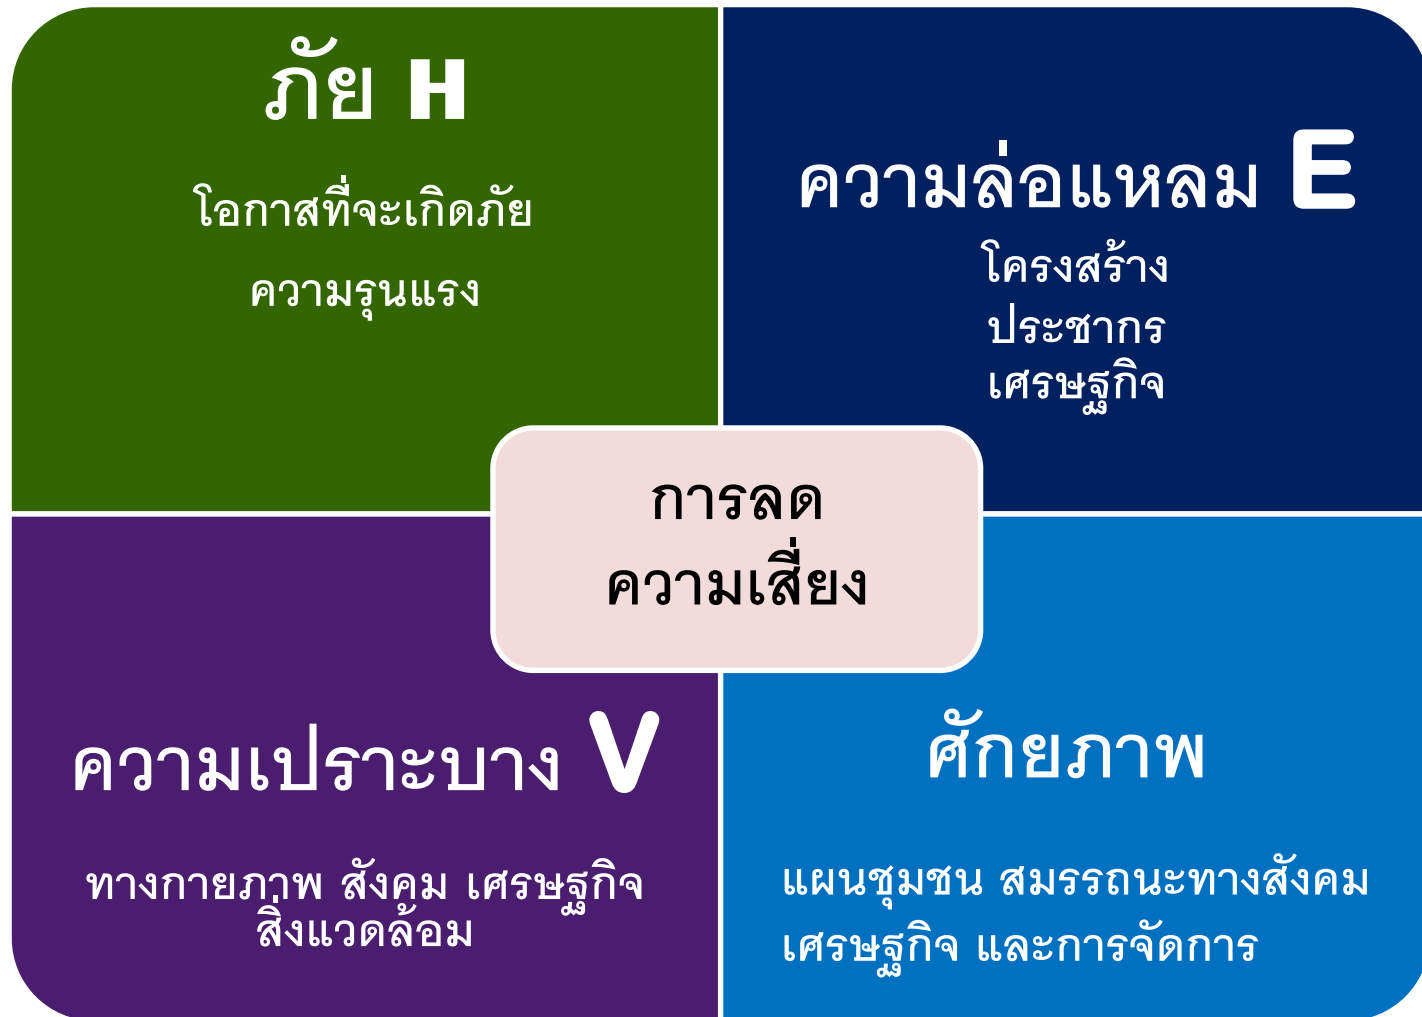 ภัย H
โอกาสที่จะเกิดภัย
ความรุนแรง
ความล่อแหลม E
โครงสร้าง
ประชากร
เศรษฐกิจ
การลด
ความเสี่ยง
ความเปราะบาง V
ทางกายภาพ สังคม เศรษฐกิจ
สิ่งแวดล้อม
ศักยภาพ
แผนชุมชน สมรรถนะทางสังคม
เศรษฐกิจ และการจัดการ